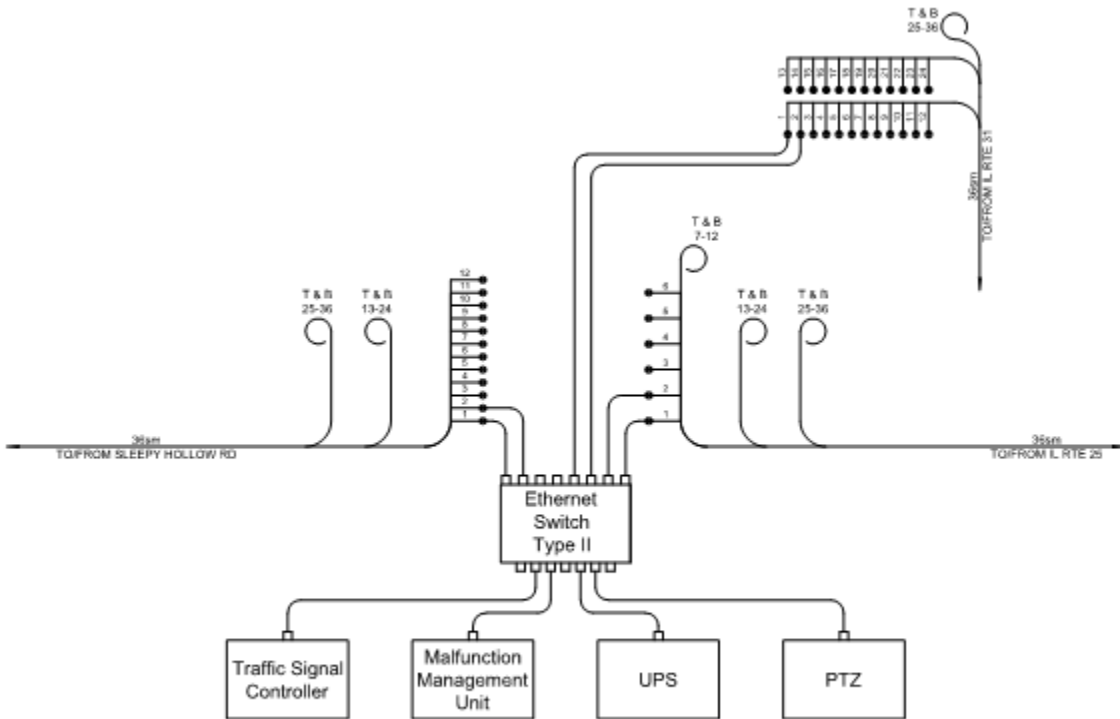 T & B
25-36
13
14
15
16
17
18
19
20
21
22
23
24
1
2
3
4
5
6
7
8
9
10
11
12
36sm
TO/FROM IL RTE 31
T & B
7-12
12
11
10
9
8
7
6
5
4
3
2
1
T & B
25-36
T & B
13-24
6
5
4
3
2
1
T & B
13-24
T & B
25-36
36sm
TO/FROM SLEEPY HOLLOW RD
36sm
TO/FROM IL RTE 25
Ethernet
Switch
Type II
Traffic Signal
Controller
Malfunction
Management
Unit
UPS
PTZ